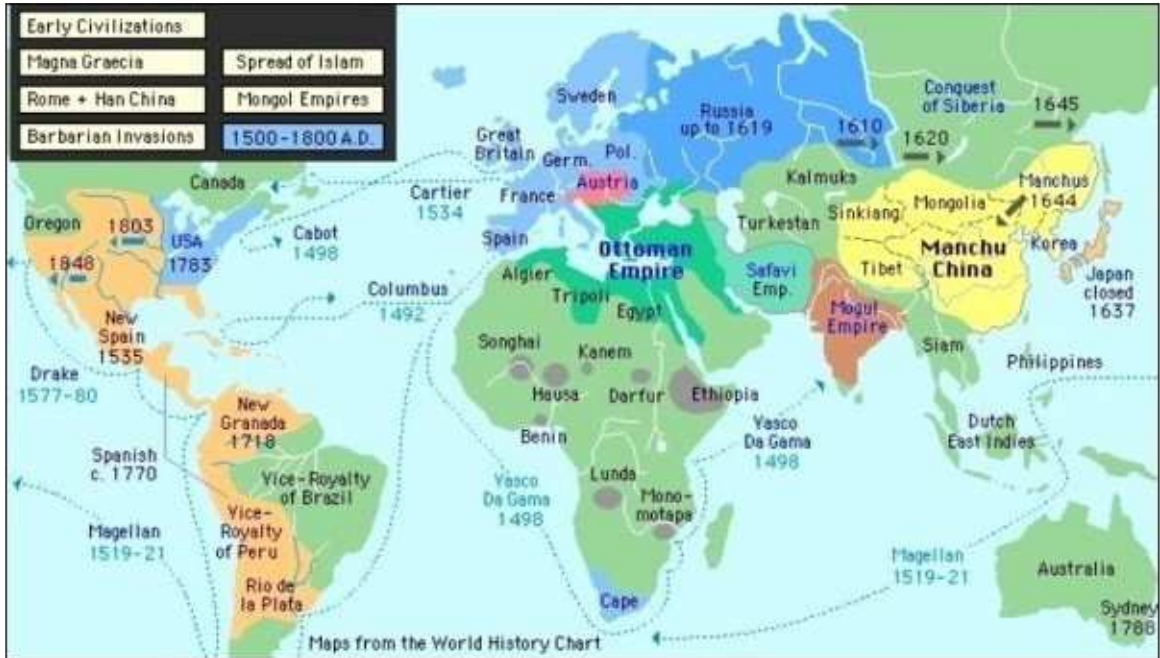 Early Civilizations
Magna Graecia
Spread of Islam
Rome + Han China
Mongol Empires
Barbarian Invasions
1500-1800 A.D.
Sweden
Russia
up to 1619
Conquest
of Siberia
1645
1610
1620
Great
Britain
Germ.
Pol.
France
Austria
Spain
Canada
Cartier
1534
Oregon
1803
USA
1783
Cabot
1498
1848
Columbus
1492
New
Spain
1535
Drake
1577-80
Kalmuks
Turkestan
Sinkiang
Mongolia
Manchus
1644
Manchu
China
Korea
Tibet
Japan
closed
1637
Ottoman
Empire
Safavi
Emp.
Mogul
Empire
Siam
Philippines
Algier
Tripoli
Egypt
Songhai
Kanem
Hausa
Darfur
Ethiopia
Benin
Dutch
East Indies
Vasco
Da Gama
1498
New
Granada
1718
Spanish
c. 1770
Vice-Royalty
of Brazil
Vasco
Da Gama
1498
Lunda
Mono-
motapa
Magellan
1519-21
Vice-
Royalty
of Peru
Rio de
la Plata
Cape
Magellan
1519-21
Australia
Sydney
1788
Maps from the World History Chart